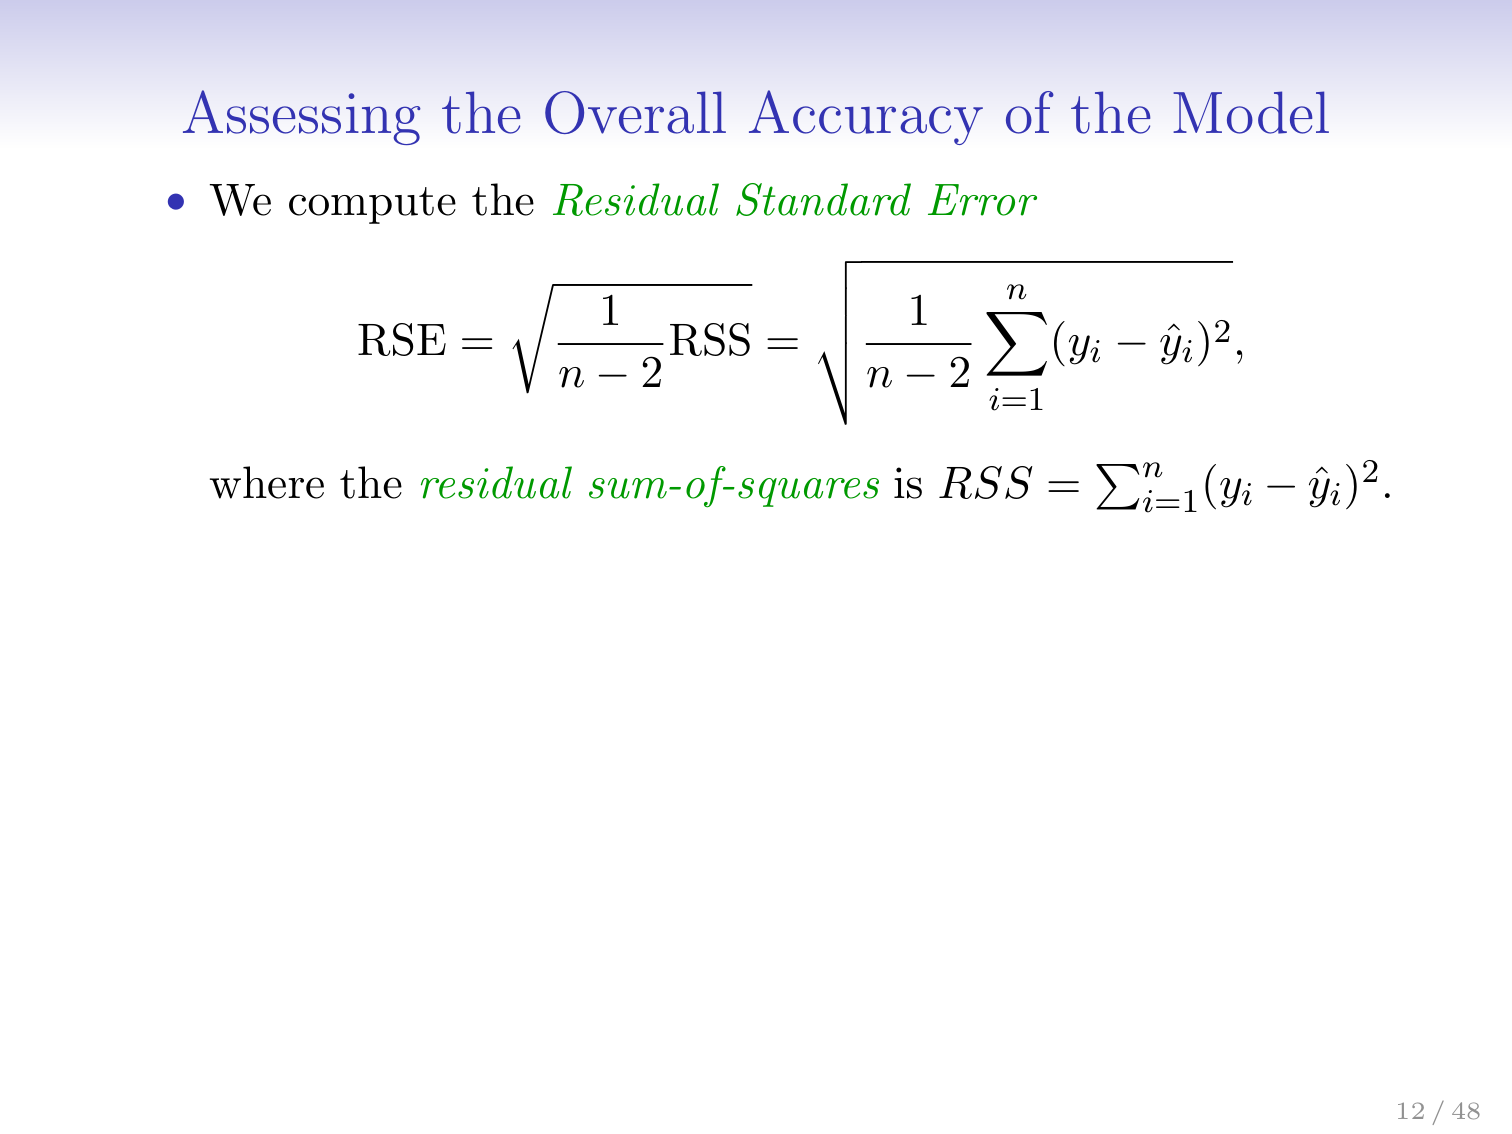 Assessing the Overall Accuracy of the Model
• We compute the Residual Standard Error
RSE = √(1/(n − 2) RSS) = √(1/(n − 2) ∑_{i=1}^{n} (y_i − ŷ_i)²),
where the residual sum-of-squares is RSS = ∑_{i=1}^{n} (y_i − ŷ_i)².
12 / 48